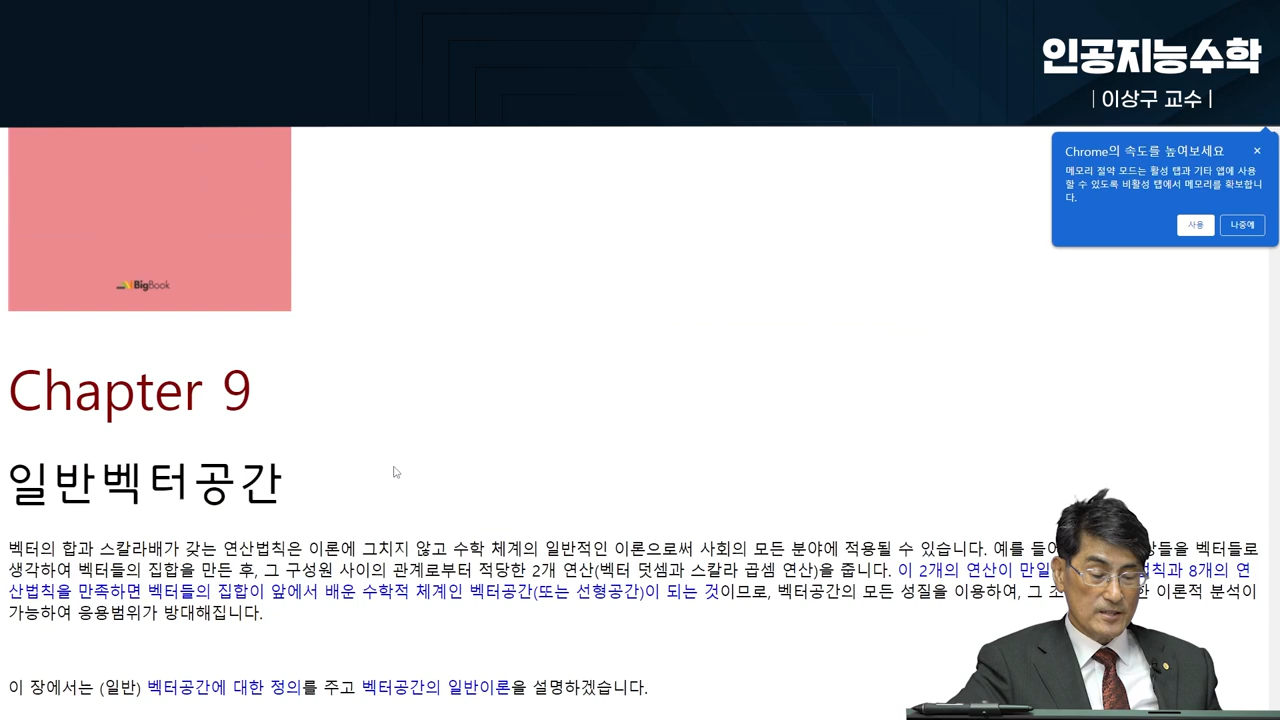 인공지능수학
| 이상구 교수 |
Chrome의 속도를 높여보세요 ×
메모리 절약 모드는 활성 탭과 기타 앱에 사용
할 수 있도록 비활성 탭에서 메모리를 확보합니
다.
사용 나중에
BigBook
Chapter 9
일반벡터공간
벡터의 합과 스칼라배가 갖는 연산법칙은 이론에 그치지 않고 수학 체계의 일반적인 이론으로써 사회의 모든 분야에 적용될 수 있습니다. 예를 들어 벡터들로
생각하여 벡터들의 집합을 만든 후, 그 구성원 사이의 관계로부터 적당한 2개 연산(벡터 덧셈과 스칼라 곱셈 연산)을 줍니다. 이 2개의 연산이 만일 8개의 연
산법칙을 만족하면 벡터들의 집합이 앞에서 배운 수학적 체계인 벡터공간(또는 선형공간)이 되는 것이므로, 벡터공간의 모든 성질을 이용하여, 그 이론적 분석이
가능하여 응용범위가 방대해집니다.
이 장에서는 (일반) 벡터공간에 대한 정의를 주고 벡터공간의 일반이론을 설명하겠습니다.